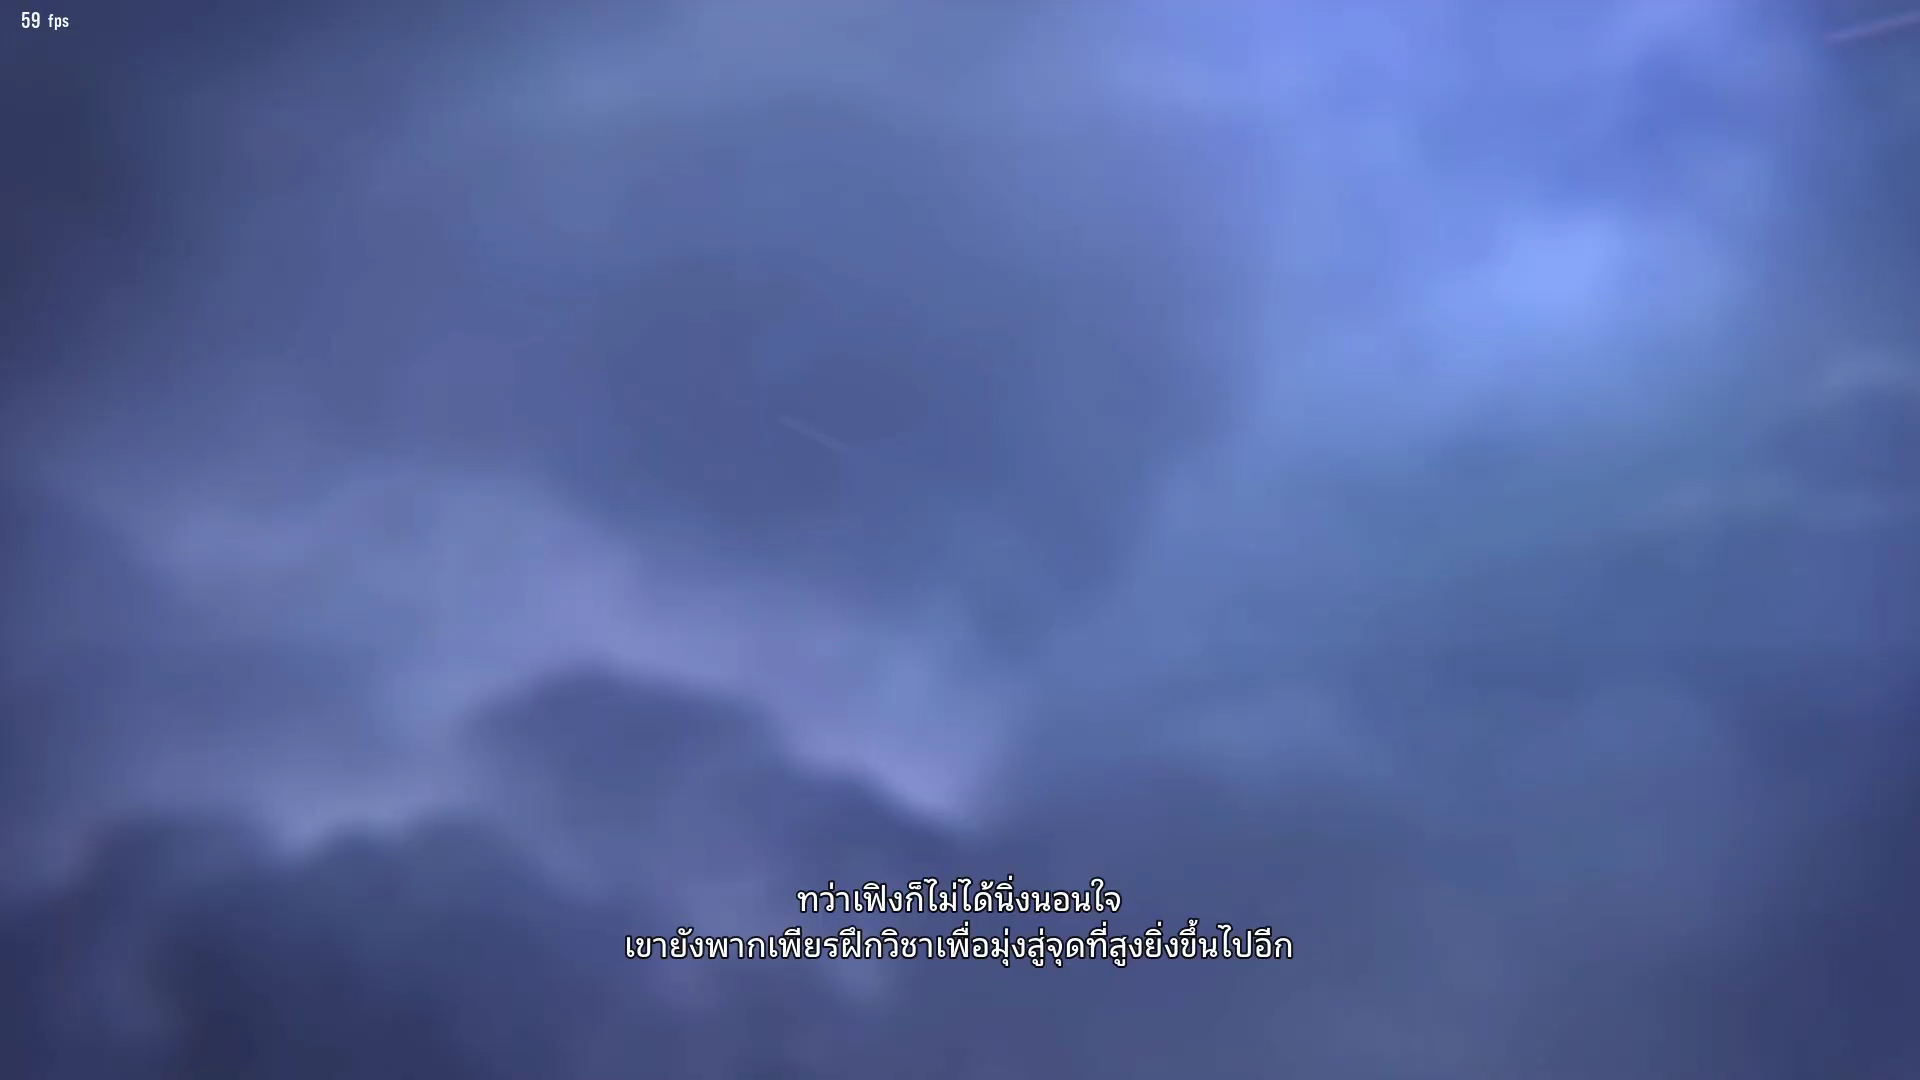 59 fps
ทว่าเฟิงก็ไม่ได้นิ่งนอนใจ
เขายังพากเพียรฝึกวิชาเพื่อมุ่งสู่จุดที่สูงยิ่งขึ้นไปอีก